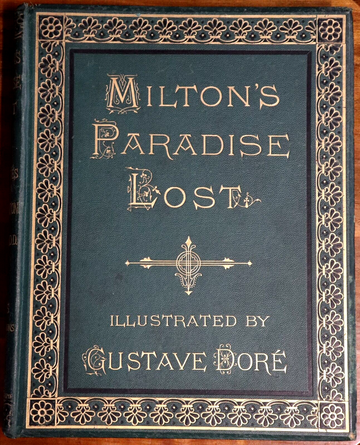 MILTON'S
PARADISE
LOST.
ILLUSTRATED BY
GUSTAVE DORÉ